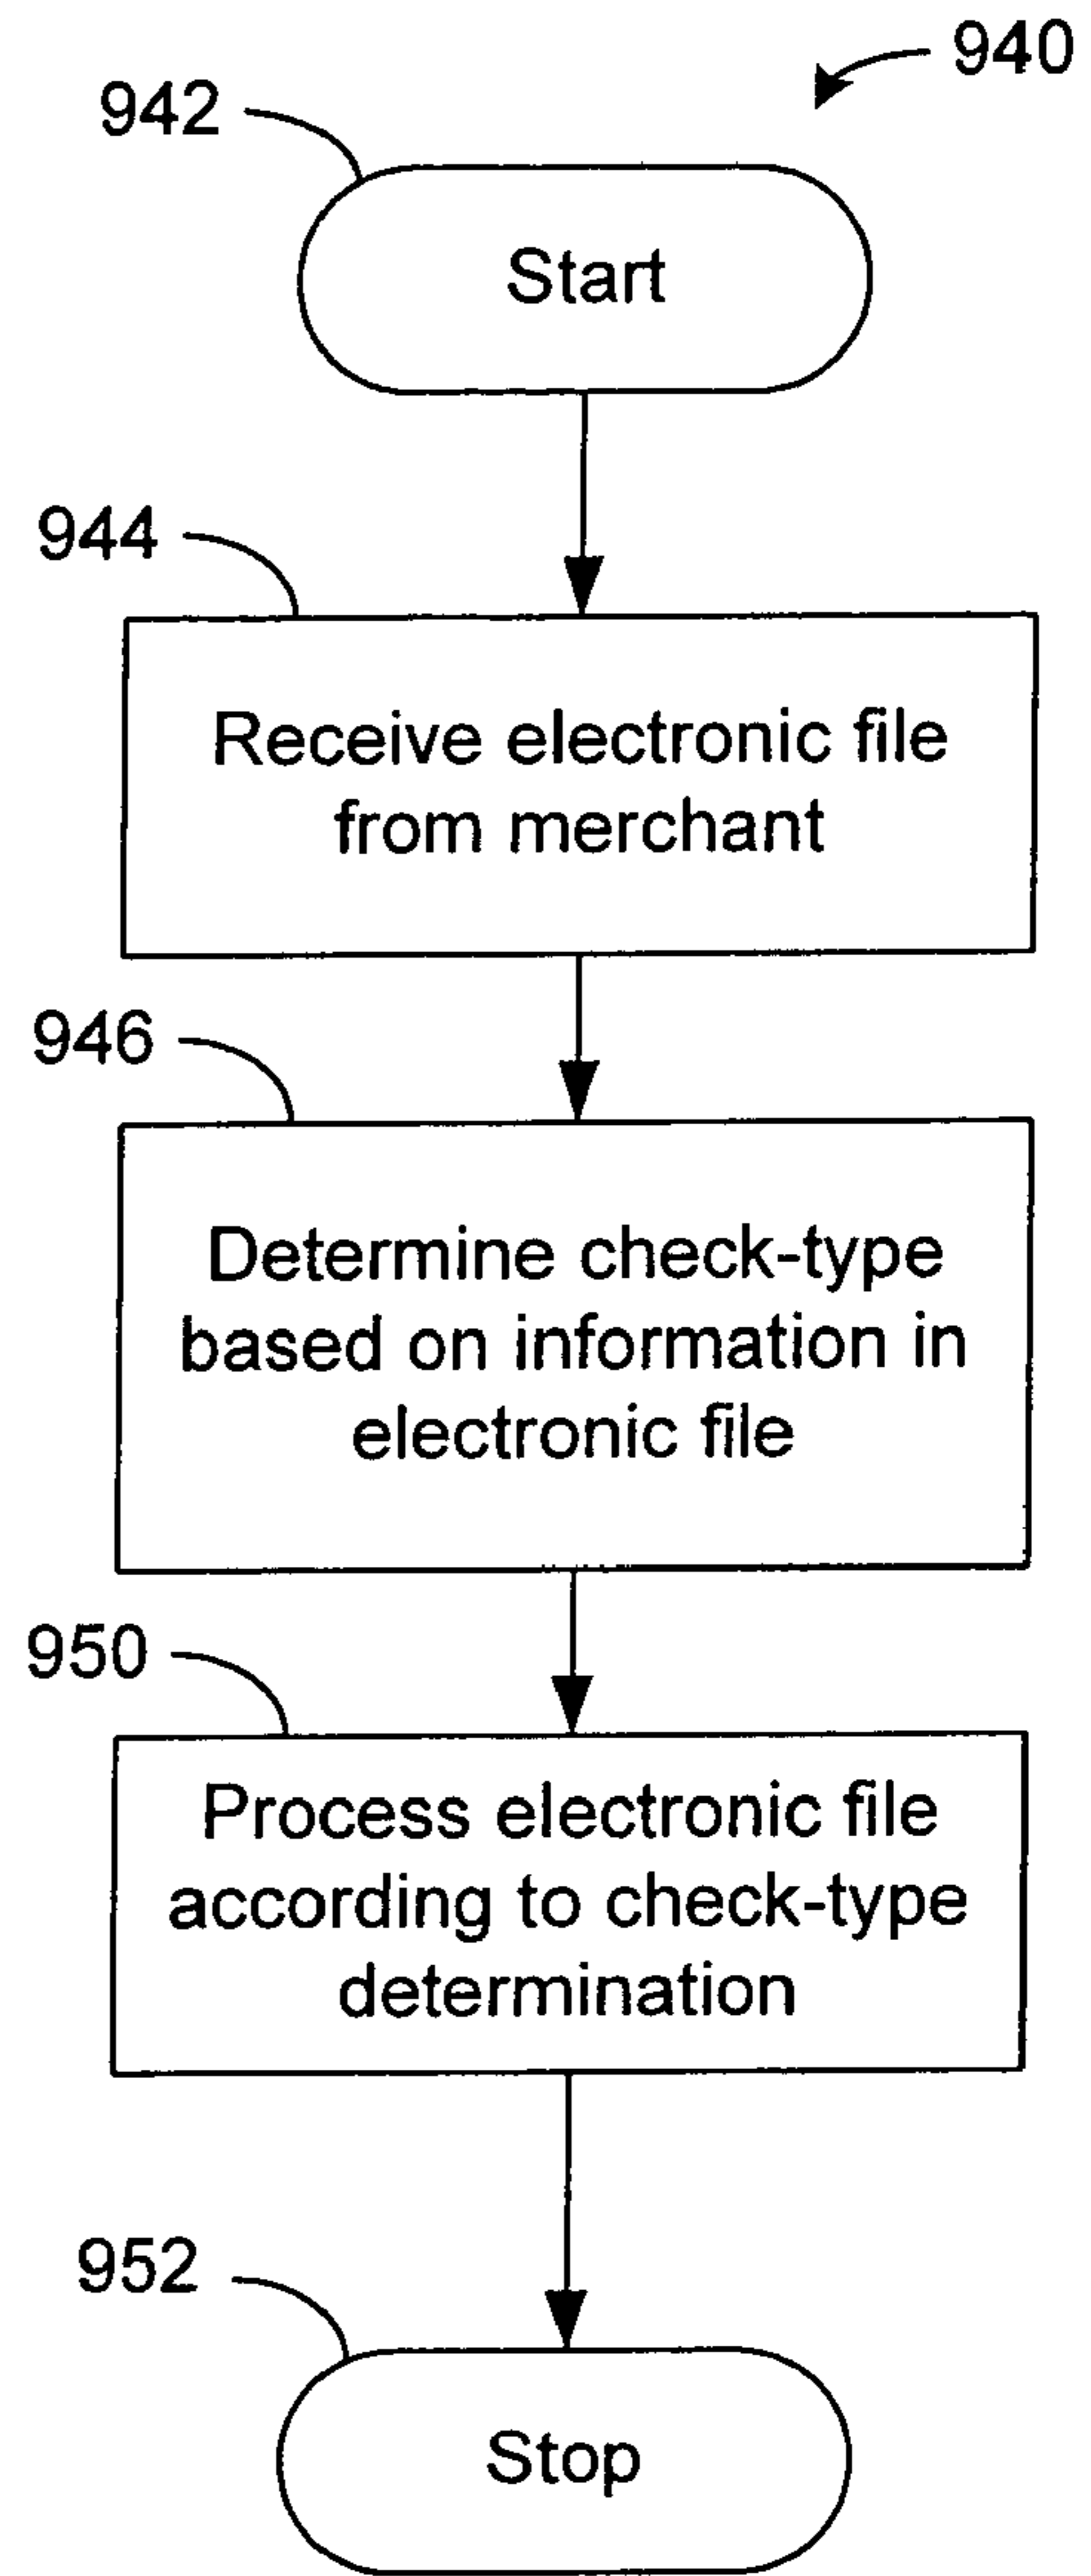 940
942
Start
944
Receive electronic file
from merchant
946
Determine check-type
based on information in
electronic file
950
Process electronic file
according to check-type
determination
952
Stop